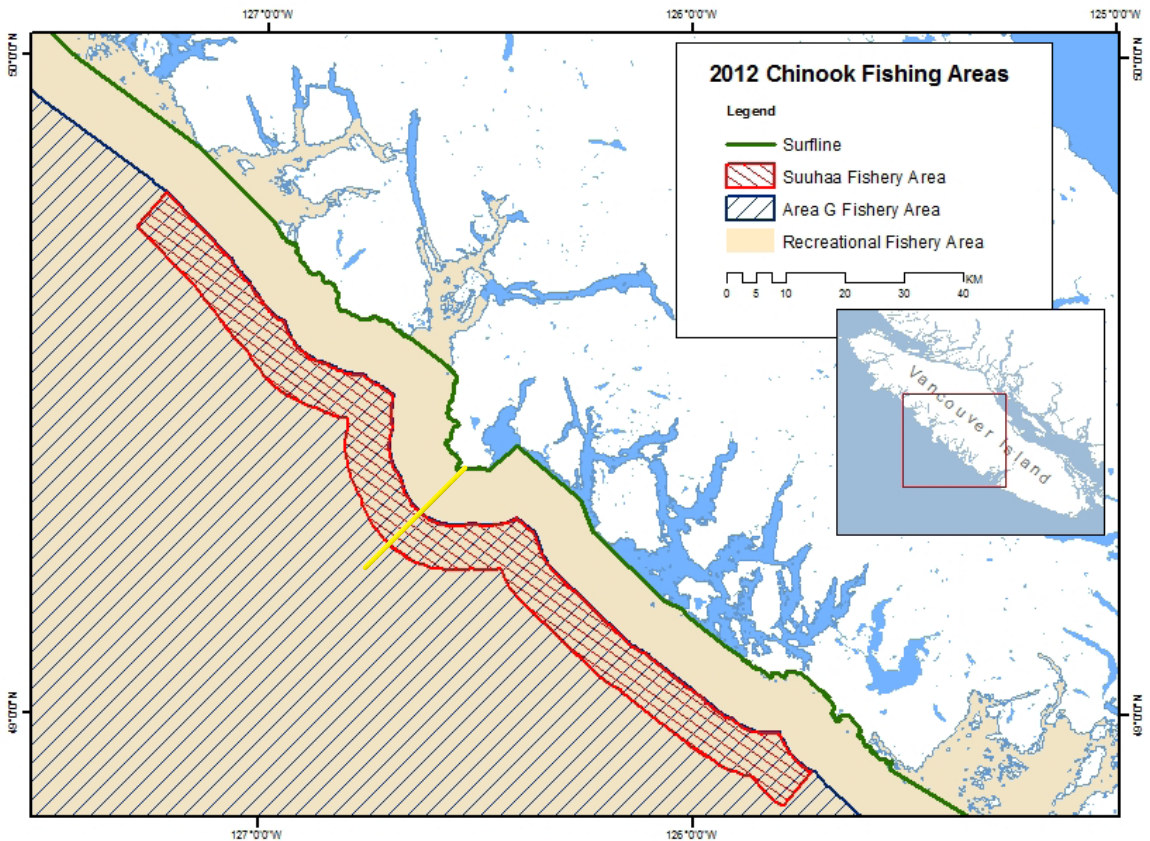 127°0'0"W 126°0'0"W 125°0'0"W
50°0'0"N 50°0'0"N
2012 Chinook Fishing Areas
Legend
Surfline
Suuhaa Fishery Area
Area G Fishery Area
Recreational Fishery Area
KM
0 5 10 20 30 40
Vancouver Island
49°0'0"N 49°0'0"N
127°0'0"W 126°0'0"W